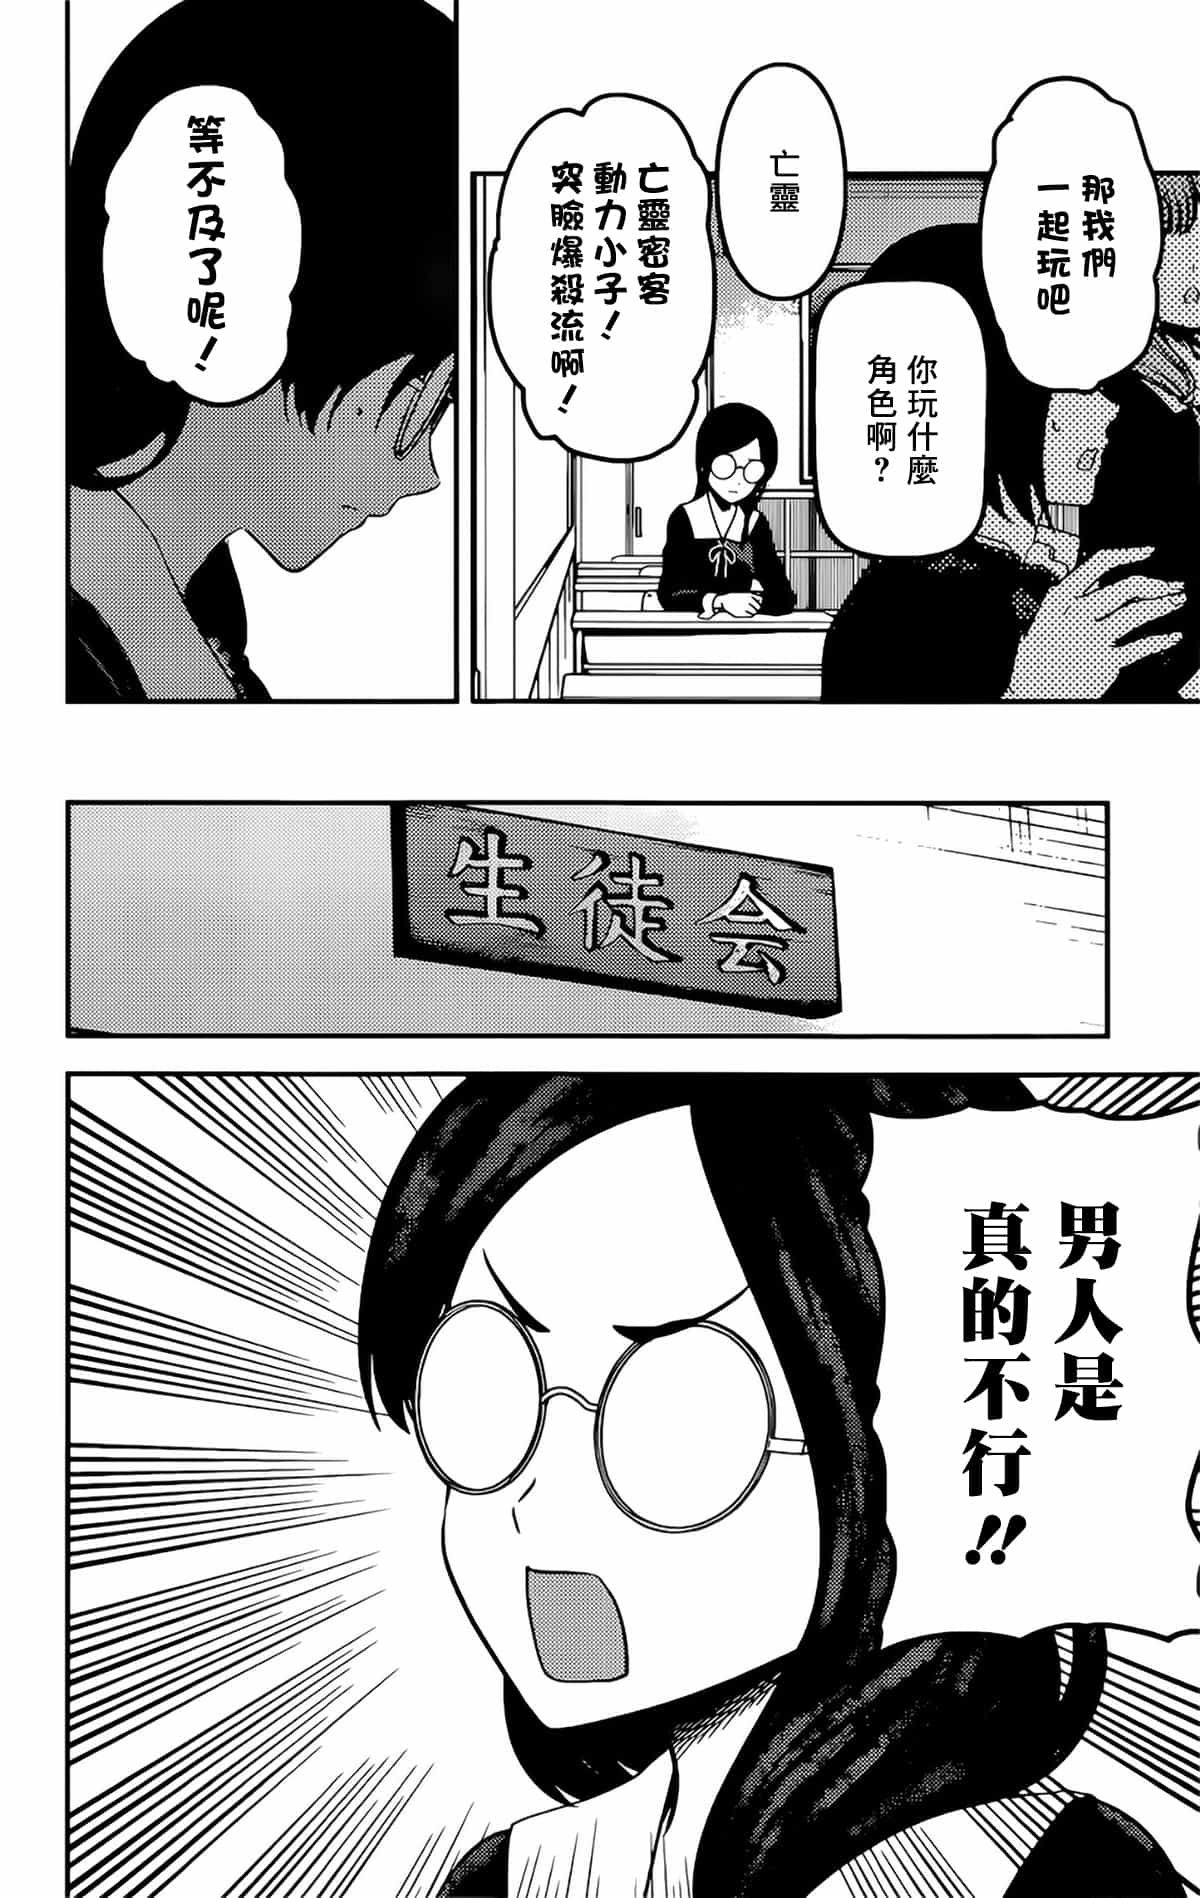 那我們
一起玩吧
你玩什麼
角色啊？
亡靈
亡靈密客
動力小子！
突臉爆殺流啊！
等不及了呢！
生徒会
男人是
真的不行!!